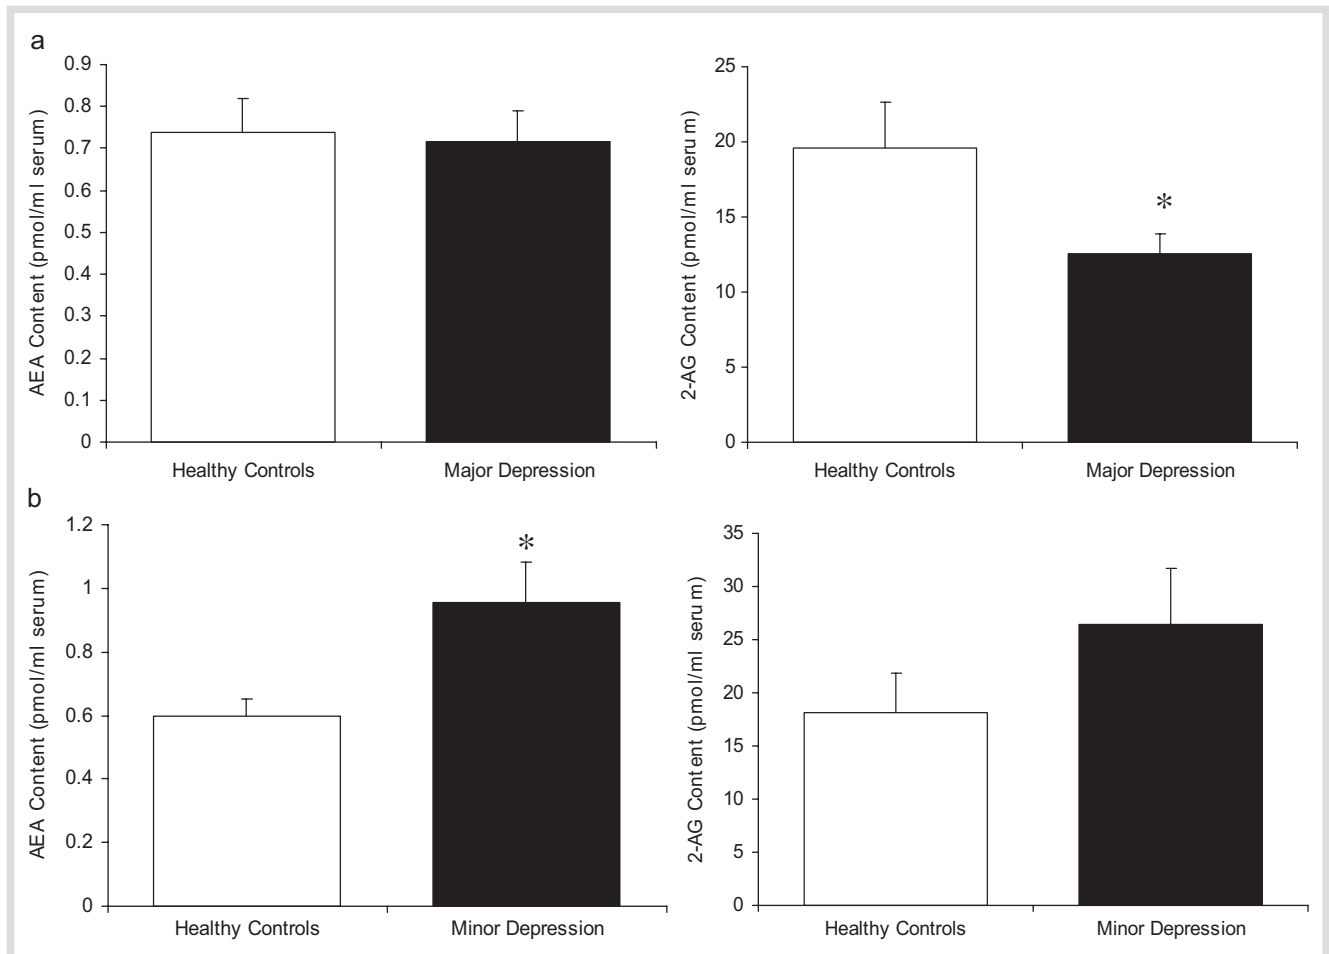 a
AEA Content (pmol/ml serum)
0.9
0.8
0.7
0.6
0.5
0.4
0.3
0.2
0.1
0
Healthy Controls
Major Depression
2-AG Content (pmol/ml serum)
25
20
15
10
5
0
*
Healthy Controls
Major Depression
b
AEA Content (pmol/ml serum)
1.2
1
0.8
0.6
0.4
0.2
0
*
Healthy Controls
Minor Depression
2-AG Content (pmol/ml serum)
35
30
25
20
15
10
5
0
Healthy Controls
Minor Depression